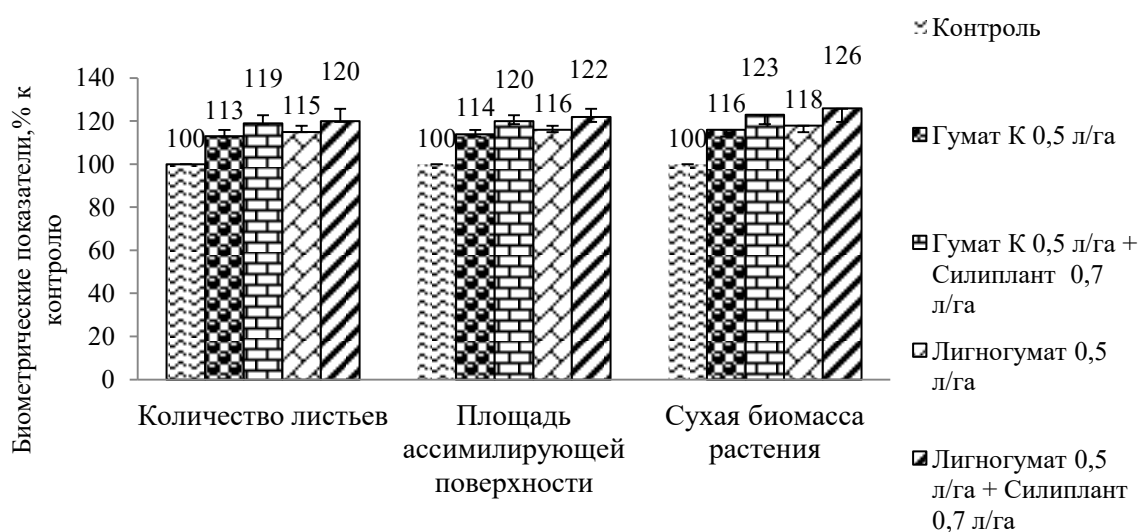 Биометрические показатели,% к
контролю
140
120
100
80
60
40
20
0
100
113
119
115
120
100
114
120
116
122
100
116
123
118
126
Количество листьев
Площадь
ассимилирующей
поверхности
Сухая биомасса
растения
Контроль
Гумат К 0,5 л/га
Гумат К 0,5 л/га +
Силиплант 0,7
л/га
Лигногумат 0,5
л/га
Лигногумат 0,5
л/га + Силиплант
0,7 л/га